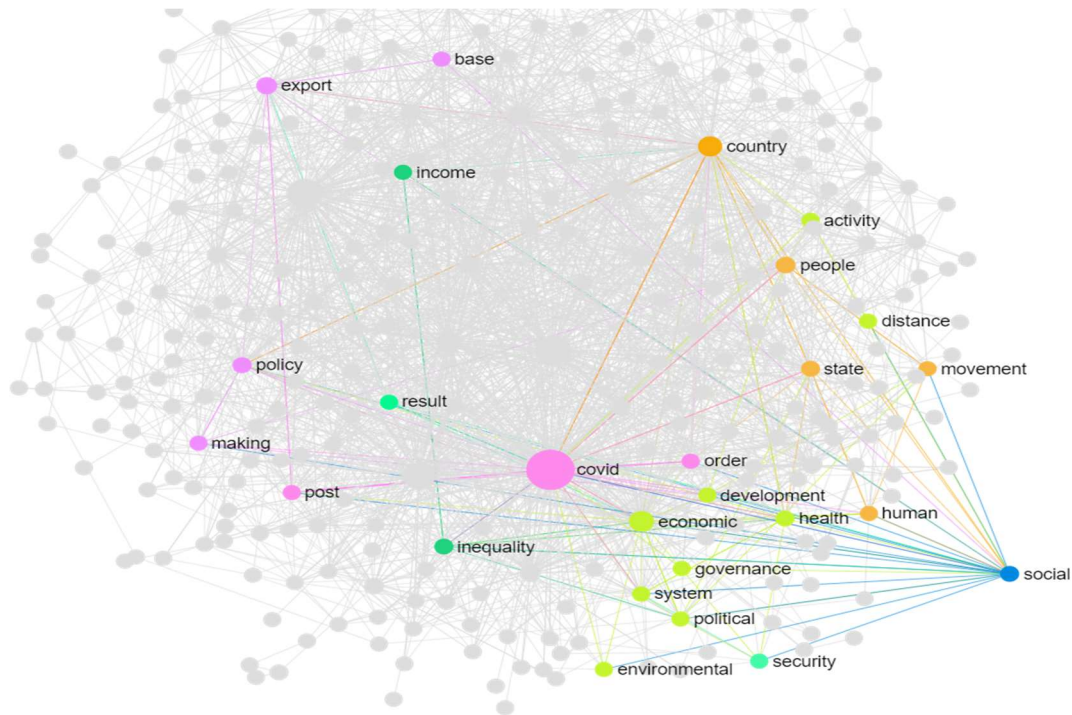 base
export
country
income
activity
people
distance
policy
state
movement
result
making
order
covid
post
development
economic
health
human
inequality
governance
social
system
political
security
environmental